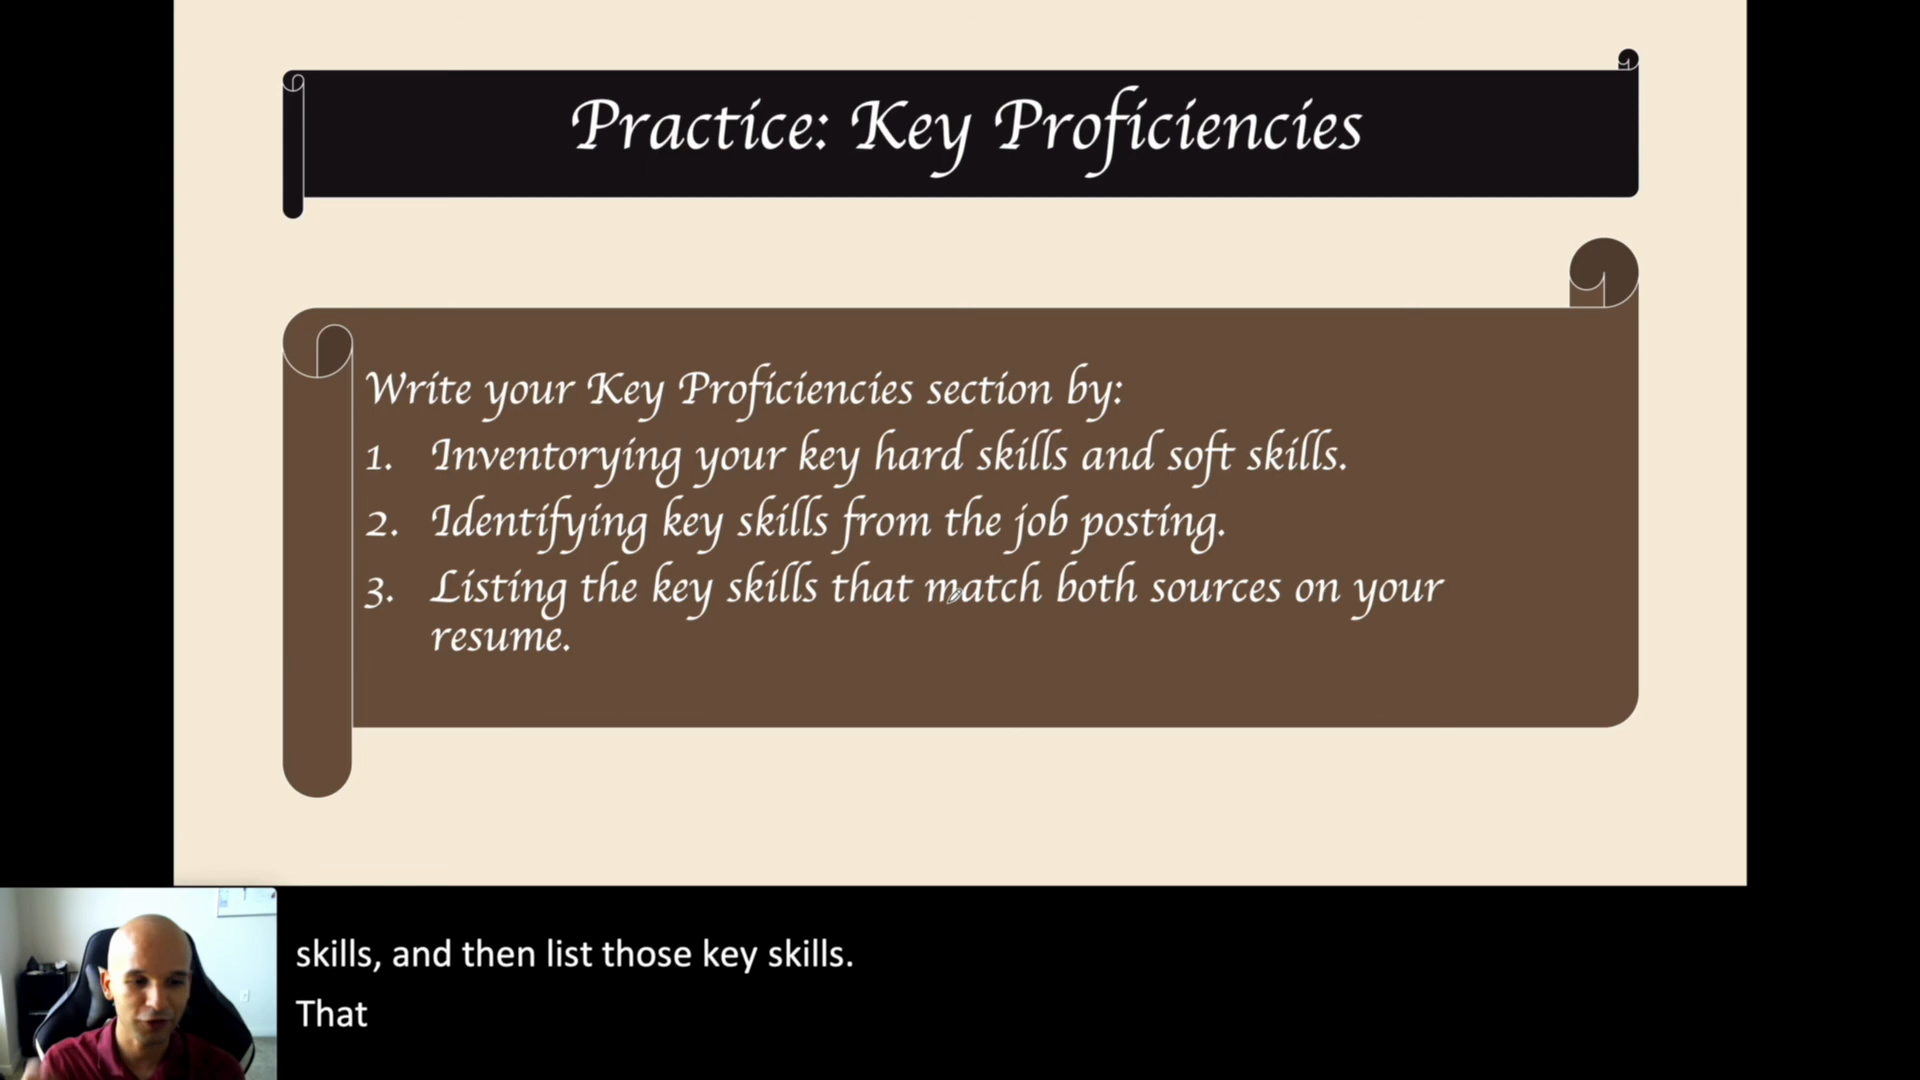 Practice: Key Proficiencies
Write your Key Proficiencies section by:
1. Inventorying your key hard skills and soft skills.
2. Identifying key skills from the job posting.
3. Listing the key skills that match both sources on your
resume.
skills, and then list those key skills.
That